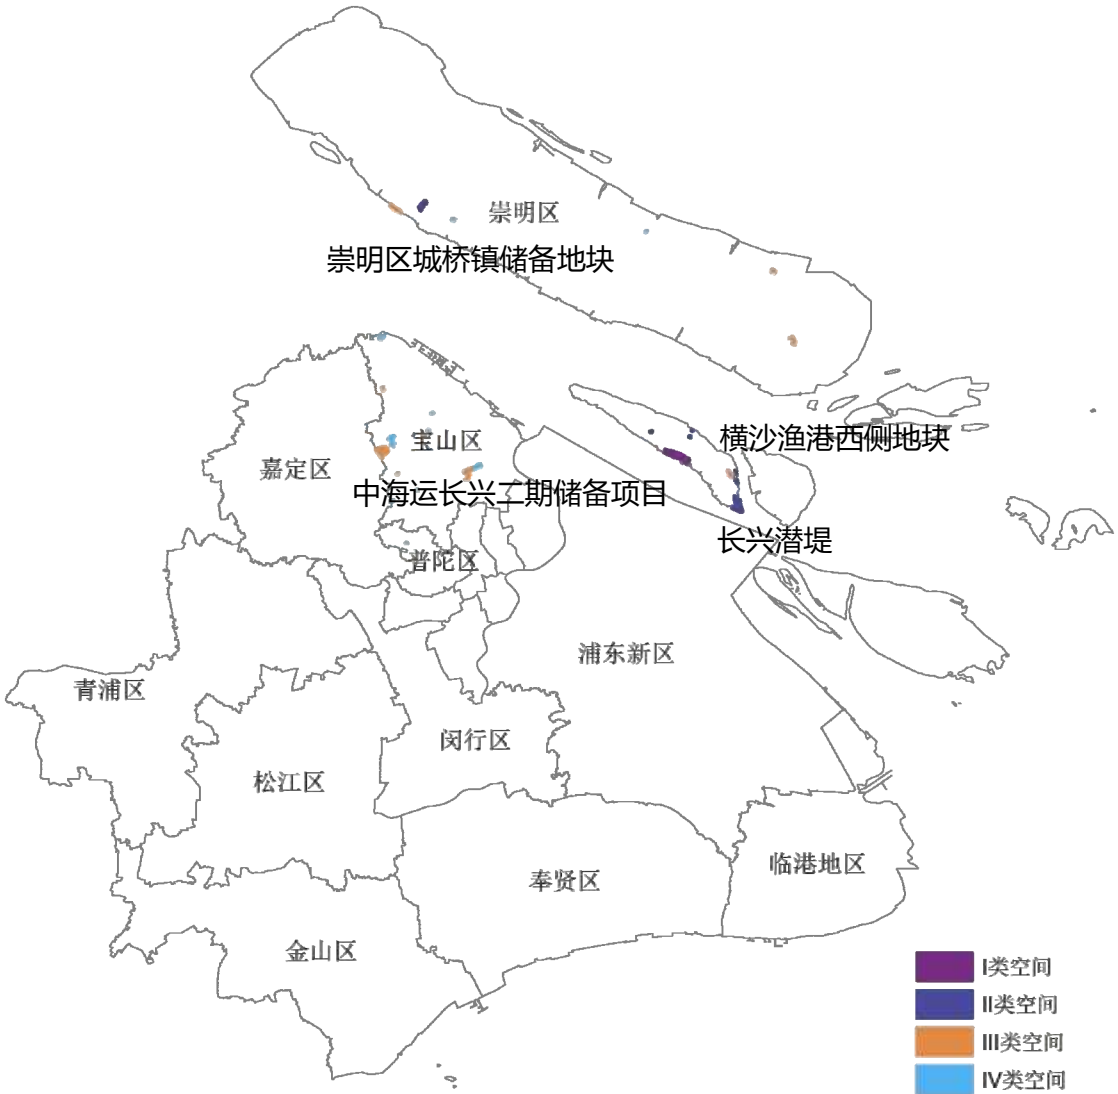 崇明区
崇明区城桥镇储备地块
横沙渔港西侧地块
宝山区
嘉定区
中海运长兴二期储备项目
长兴潜堤
普陀区
浦东新区
青浦区
闵行区
松江区
临港地区
奉贤区
金山区
I类空间
II类空间
III类空间
IV类空间